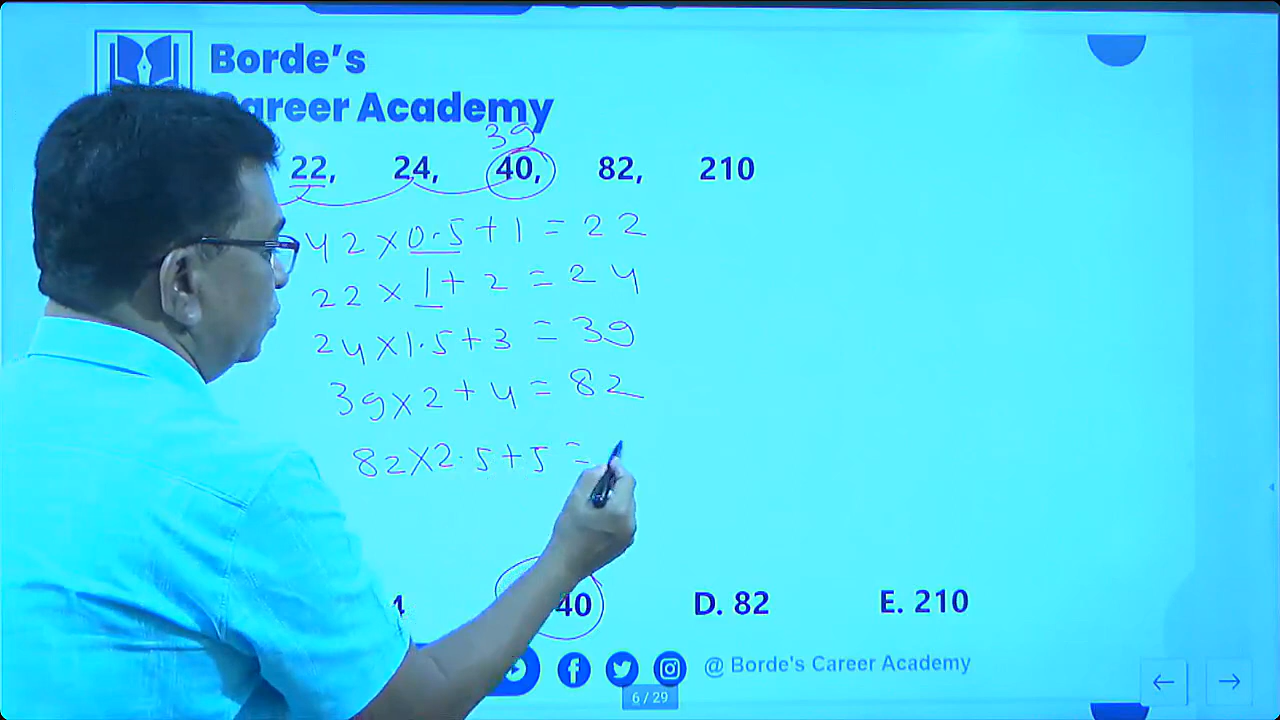 Borde's
Career Academy
39
22, 24, 40, 82, 210
42×0.5+1=22
22×1+2=24
24×1.5+3=39
39×2+4=82
82×2.5+5=
4 40 D. 82 E. 210
@ Borde's Career Academy
6 / 29